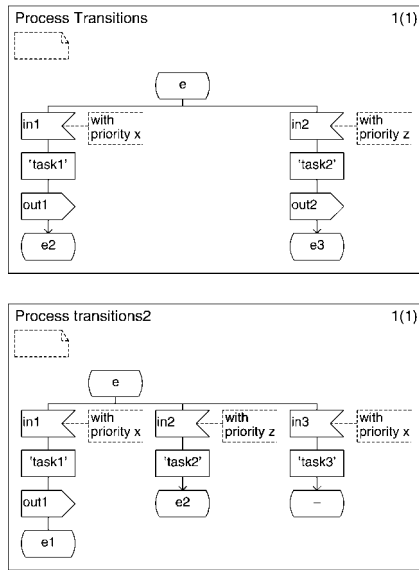 Process Transitions 1(1)
e
in1 with in2 with
priority x priority z
'task1' 'task2'
out1 out2
e2 e3
Process transitions2 1(1)
e
in1 with in2 with in3 with
priority x priority z priority x
'task1' 'task2' 'task3'
out1 e2 –
e1